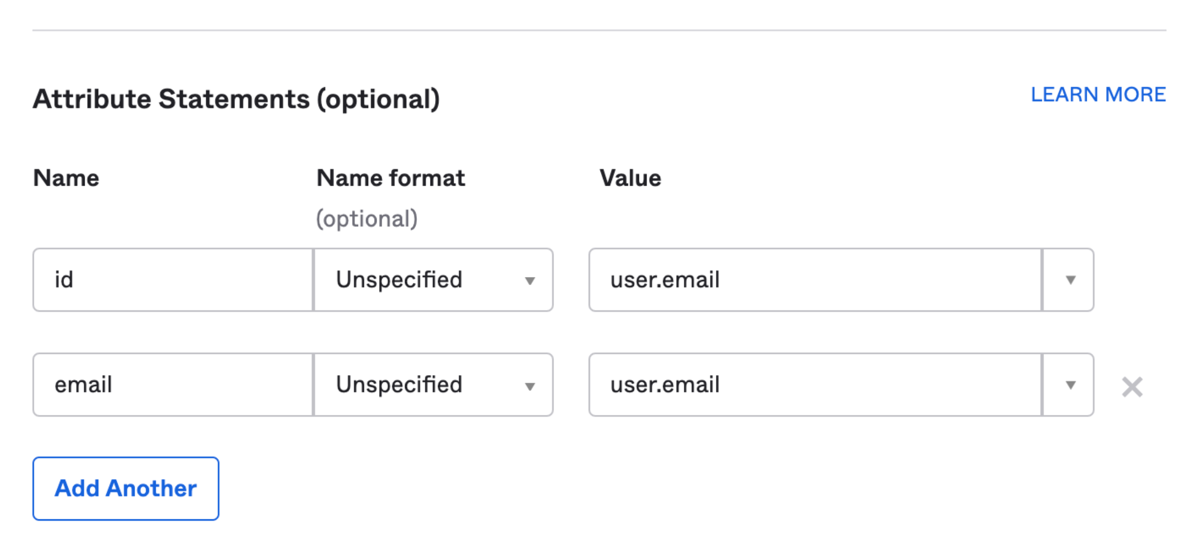 Attribute Statements (optional) LEARN MORE
Name Name format Value
(optional)
id Unspecified user.email
email Unspecified user.email
Add Another